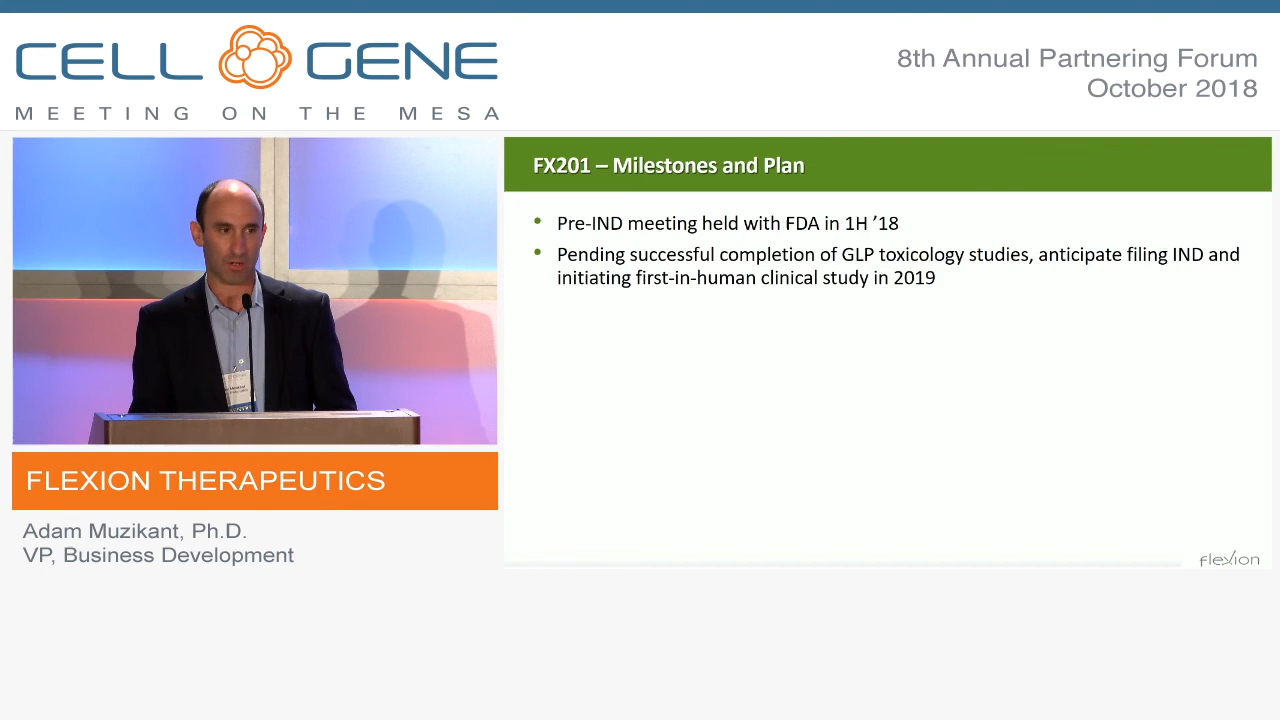 CELL GENE
MEETING ON THE MESA
8th Annual Partnering Forum
October 2018
FX201 – Milestones and Plan
• Pre-IND meeting held with FDA in 1H ’18
• Pending successful completion of GLP toxicology studies, anticipate filing IND and
initiating first-in-human clinical study in 2019
FLEXION THERAPEUTICS
Adam Muzikant, Ph.D.
VP, Business Development
flexion